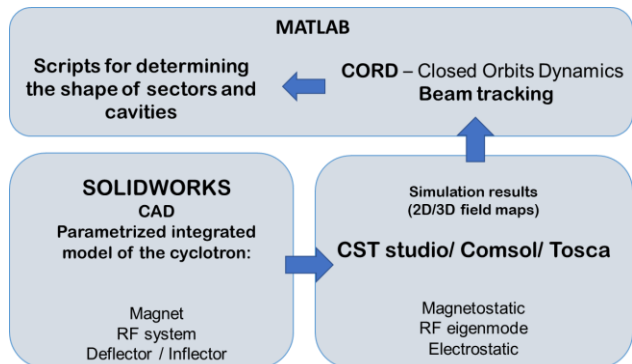 MATLAB
Scripts for determining
the shape of sectors and
cavities
CORD – Closed Orbits Dynamics
Beam tracking
SOLIDWORKS
CAD
Parametrized integrated
model of the cyclotron:
Magnet
RF system
Deflector / Inflector
Simulation results
(2D/3D field maps)
CST studio/ Comsol/ Tosca
Magnetostatic
RF eigenmode
Electrostatic